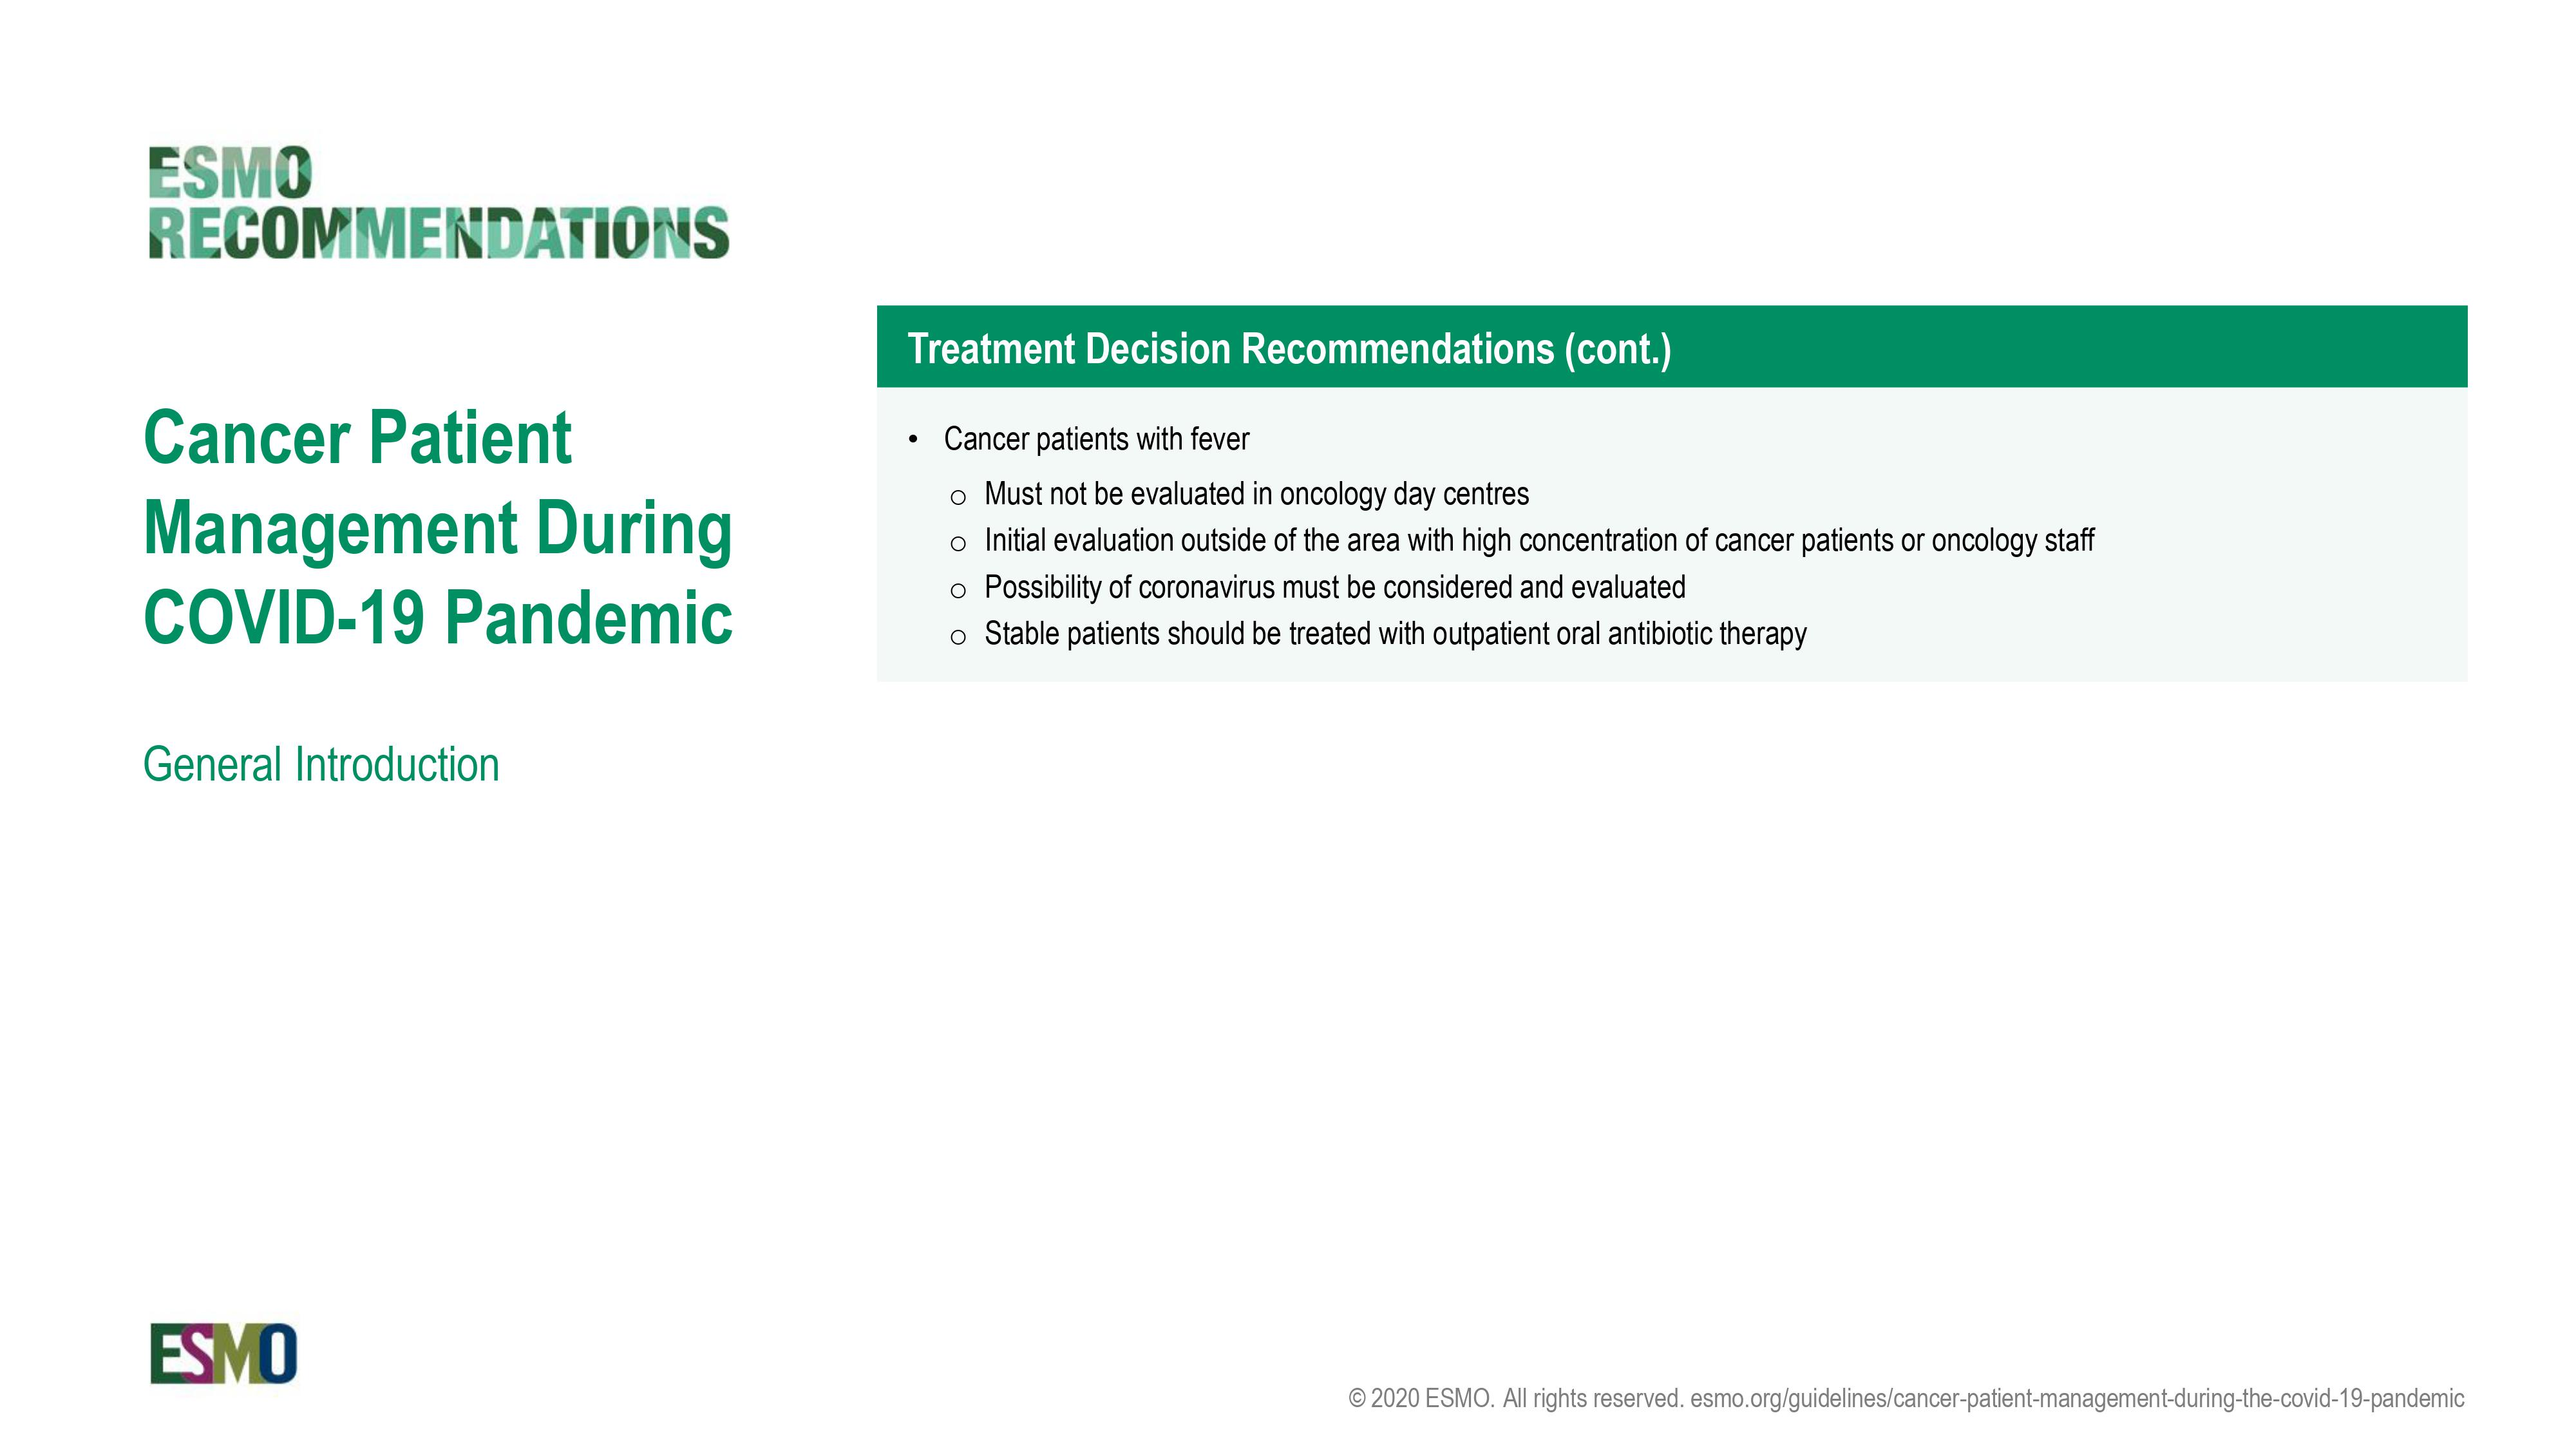 ESMO
RECOMMENDATIONS
Cancer Patient
Management During
COVID-19 Pandemic
General Introduction
Treatment Decision Recommendations (cont.)
• Cancer patients with fever
o Must not be evaluated in oncology day centres
o Initial evaluation outside of the area with high concentration of cancer patients or oncology staff
o Possibility of coronavirus must be considered and evaluated
o Stable patients should be treated with outpatient oral antibiotic therapy
ESMO
© 2020 ESMO. All rights reserved. esmo.org/guidelines/cancer-patient-management-during-the-covid-19-pandemic